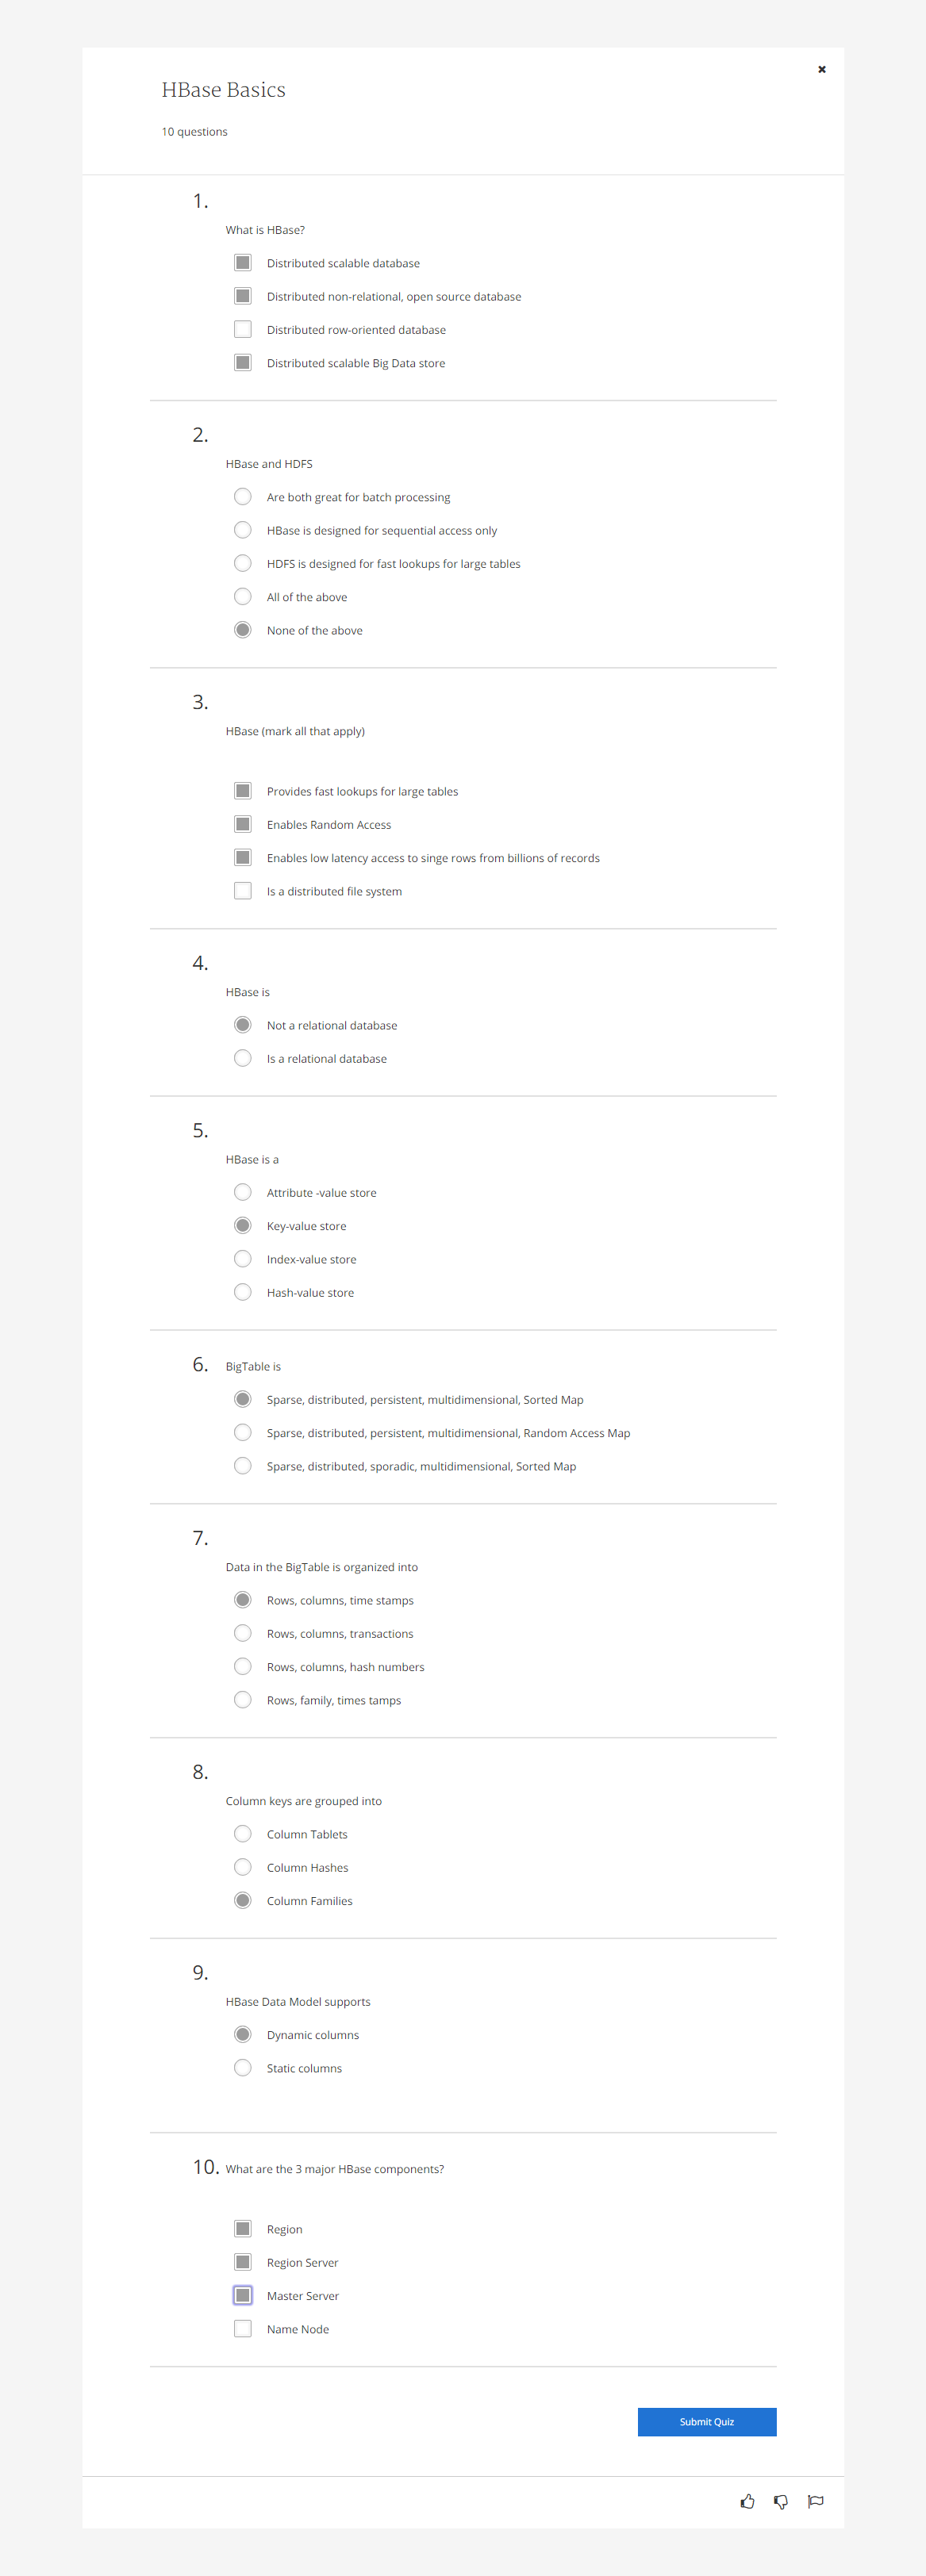 HBase Basics
10 questions
1.
What is HBase?
Distributed scalable database
Distributed non-relational, open source database
Distributed row-oriented database
Distributed scalable Big Data store
2.
HBase and HDFS
Are both great for batch processing
HBase is designed for sequential access only
HDFS is designed for fast lookups for large tables
All of the above
None of the above
3.
HBase (mark all that apply)
Provides fast lookups for large tables
Enables Random Access
Enables low latency access to singe rows from billions of records
Is a distributed file system
4.
HBase is
Not a relational database
Is a relational database
5.
HBase is a
Attribute -value store
Key-value store
Index-value store
Hash-value store
6. BigTable is
Sparse, distributed, persistent, multidimensional, Sorted Map
Sparse, distributed, persistent, multidimensional, Random Access Map
Sparse, distributed, sporadic, multidimensional, Sorted Map
7.
Data in the BigTable is organized into
Rows, columns, time stamps
Rows, columns, transactions
Rows, columns, hash numbers
Rows, family, times tamps
8.
Column keys are grouped into
Column Tablets
Column Hashes
Column Families
9.
HBase Data Model supports
Dynamic columns
Static columns
10. What are the 3 major HBase components?
Region
Region Server
Master Server
Name Node
Submit Quiz